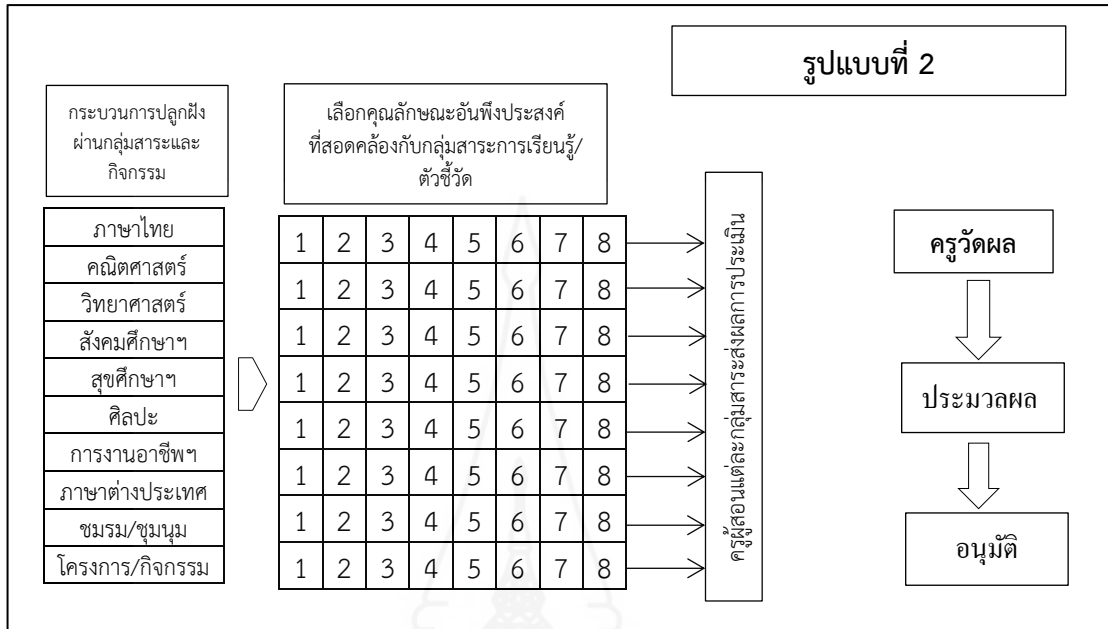 รูปแบบที่ 2
กระบวนการปลูกฝัง
ผ่านกลุ่มสาระและ
กิจกรรม
เลือกคุณลักษณะอันพึงประสงค์
ที่สอดคล้องกับกลุ่มสาระการเรียนรู้/
ตัวชี้วัด
ภาษาไทย
คณิตศาสตร์
วิทยาศาสตร์
สังคมศึกษาฯ
สุขศึกษาฯ
ศิลปะ
การงานอาชีพฯ
ภาษาต่างประเทศ
ชมรม/ชุมนุม
โครงการ/กิจกรรม
1 2 3 4 5 6 7 8
1 2 3 4 5 6 7 8
1 2 3 4 5 6 7 8
1 2 3 4 5 6 7 8
1 2 3 4 5 6 7 8
1 2 3 4 5 6 7 8
1 2 3 4 5 6 7 8
1 2 3 4 5 6 7 8
ครูผู้สอนแต่ละกลุ่มสาระส่งผลการประเมิน
ครูวัดผล
ประมวลผล
อนุมัติ